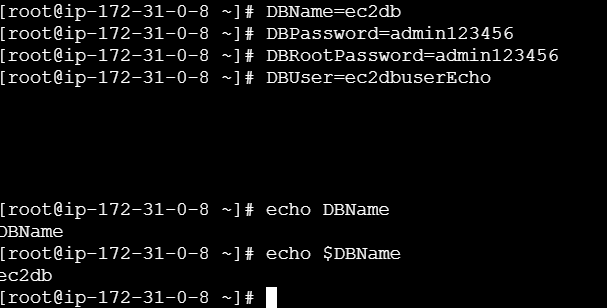 [root@ip-172-31-0-8 ~]# DBName=ec2db
[root@ip-172-31-0-8 ~]# DBPassword=admin123456
[root@ip-172-31-0-8 ~]# DBRootPassword=admin123456
[root@ip-172-31-0-8 ~]# DBUser=ec2dbuserEcho
[root@ip-172-31-0-8 ~]# echo DBName
DBName
[root@ip-172-31-0-8 ~]# echo $DBName
ec2db
[root@ip-172-31-0-8 ~]#